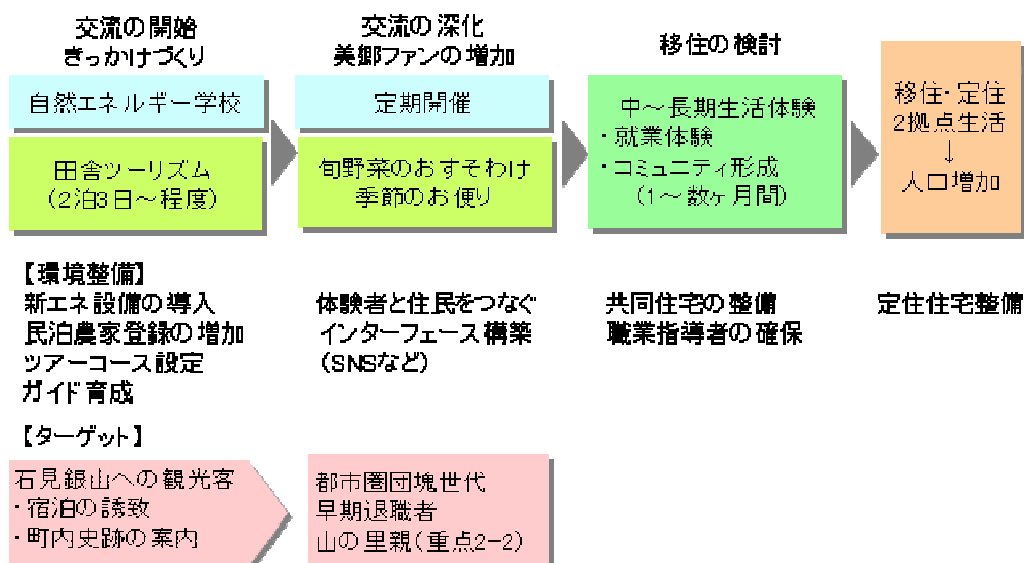 交流の開始
きっかけづくり
自然エネルギー学校
田舎ツーリズム
（2泊3日～程度）
交流の深化
美郷ファンの増加
定期開催
旬野菜のおすそわけ
季節のお便り
移住の検討
中～長期生活体験
・就業体験
・コミュニティ形成
（1～数ヶ月間）
移住・定住
2拠点生活
↓
人口増加
【環境整備】
新エネ設備の導入
民泊農家登録の増加
ツアーコース設定
ガイド育成
体験者と住民をつなぐ
インターフェース構築
（SNSなど）
共同住宅の整備
職業指導者の確保
定住住宅整備
【ターゲット】
石見銀山への観光客
・宿泊の誘致
・町内史跡の案内
都市圏団塊世代
早期退職者
山の里親（重点2-2）